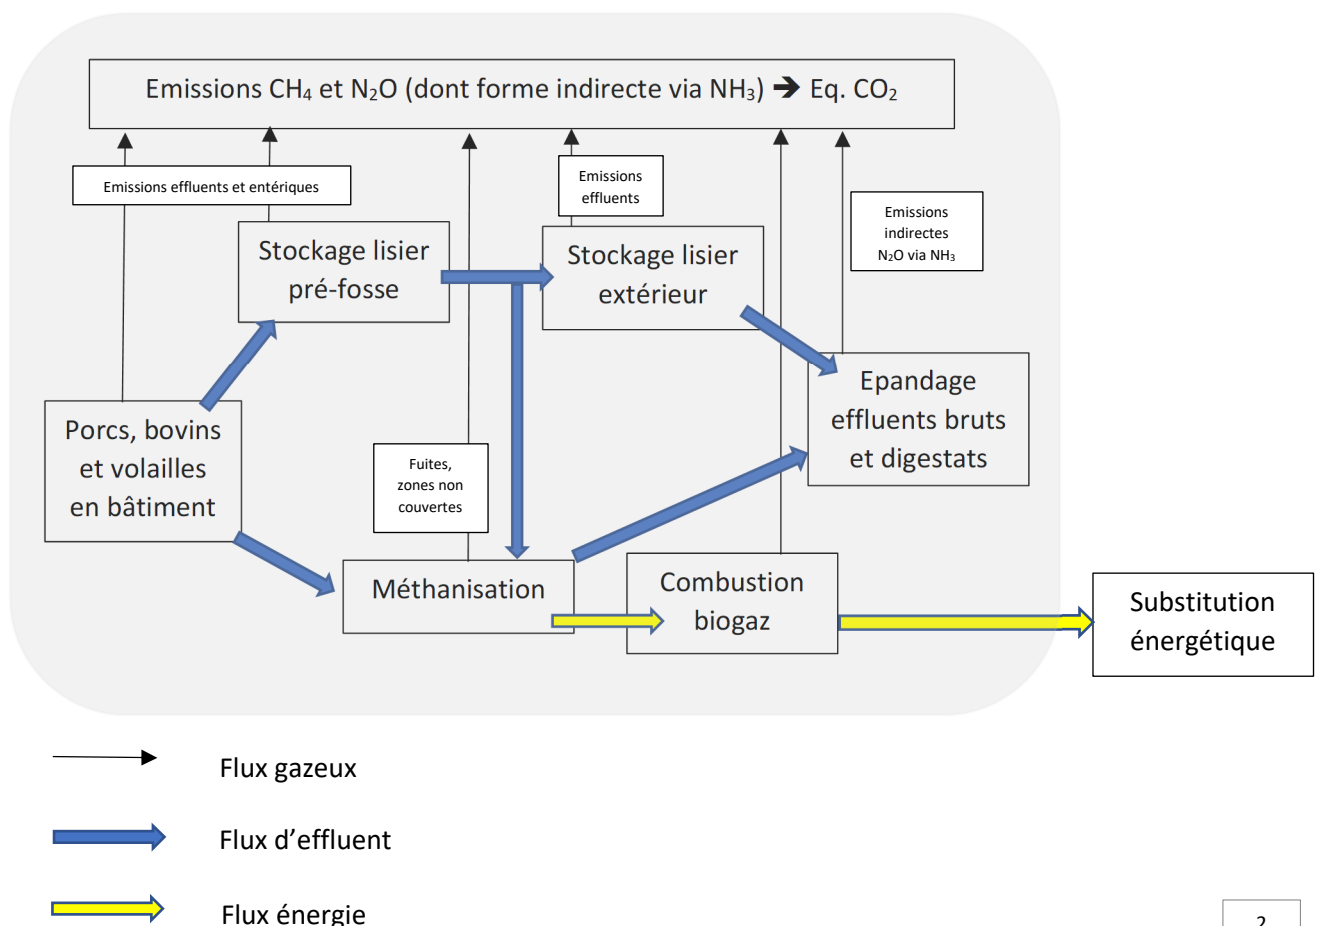 Emissions CH₄ et N₂O (dont forme indirecte via NH₃) ➔ Eq. CO₂
Emissions effluents et entériques
Emissions
effluents
Emissions
indirectes
N₂O via NH₃
Stockage lisier
pré-fosse
Stockage lisier
extérieur
Epandage
effluents bruts
et digestats
Porcs, bovins
et volailles
en bâtiment
Fuites,
zones non
couvertes
Méthanisation
Combustion
biogaz
Substitution
énergétique
Flux gazeux
Flux d’effluent
Flux énergie
2